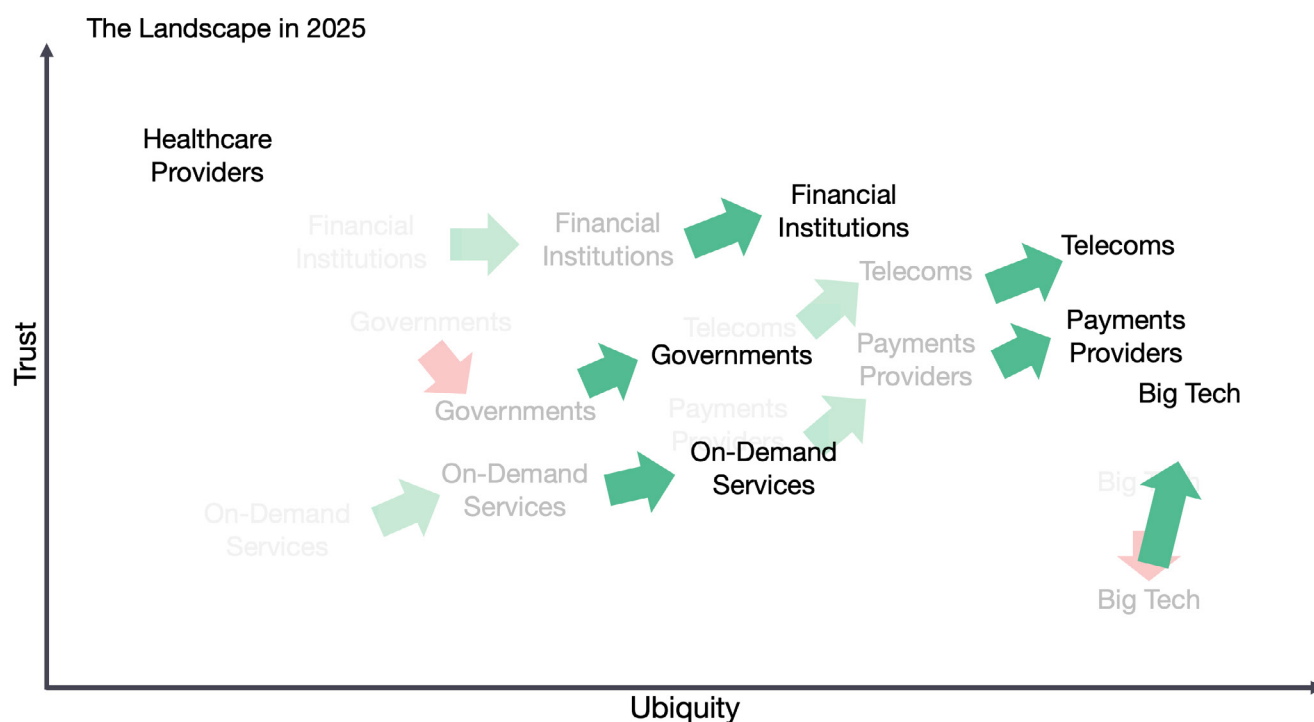 The Landscape in 2025
Healthcare
Providers
Financial
Institutions
Financial
Institutions
Financial
Institutions
Telecoms
Telecoms
Telecoms
Governments
Governments
Governments
Payments
Providers
Payments
Providers
Payments
Providers
Big Tech
Big Tech
Big Tech
On-Demand
Services
On-Demand
Services
On-Demand
Services
Trust
Ubiquity